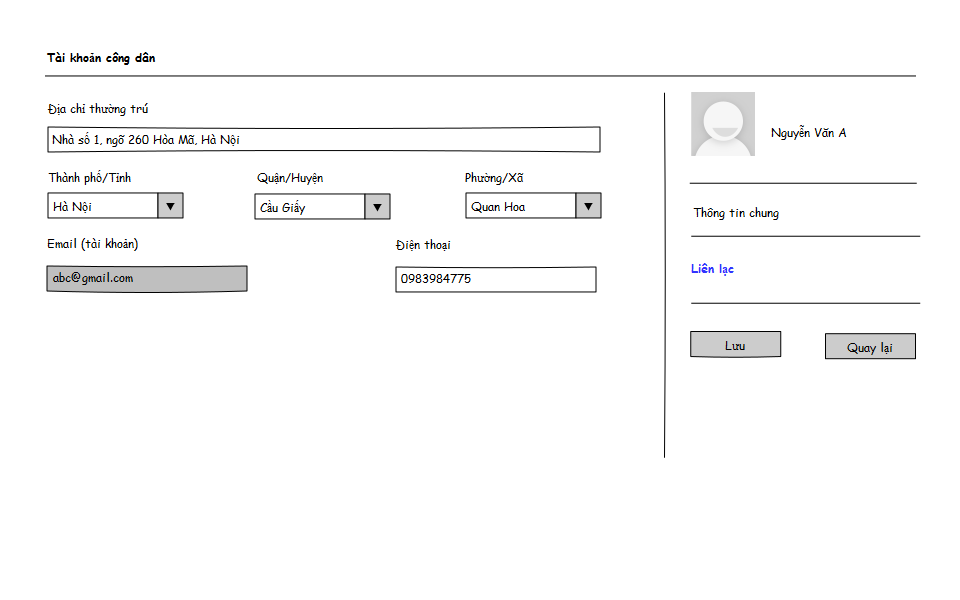 Tài khoản công dân
Địa chỉ thường trú
Nhà số 1, ngõ 260 Hòa Mã, Hà Nội
Thành phố/Tỉnh
Quận/Huyện
Phường/Xã
Hà Nội
Cầu Giấy
Quan Hoa
Email (tài khoản)
Điện thoại
abc@gmail.com
0983984775
Nguyễn Văn A
Thông tin chung
Liên lạc
Lưu
Quay lại